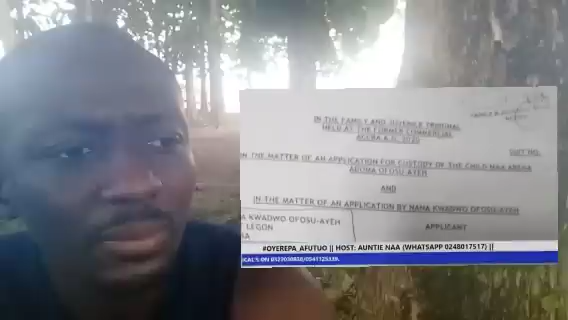 IN THE FAMILY AND JUVENILE TRIBUNAL
HELD AT THE FORMER COMMERCIAL
ACCRA A.D. 2020
SUIT NO.
IN THE MATTER OF AN APPLICATION FOR CUSTODY OF THE CHILD NAA
OFOSU-AYEH
AND
IN THE MATTER OF AN APPLICATION BY NANA KWADWO OFOSU-AYEH
A KWADWO OFOSU-AYEH
T LEGON
APPLICANT
#OYEREPA_AFUTUO || HOST: AUNTIE NAA (WHATSAPP 0248017517) ||